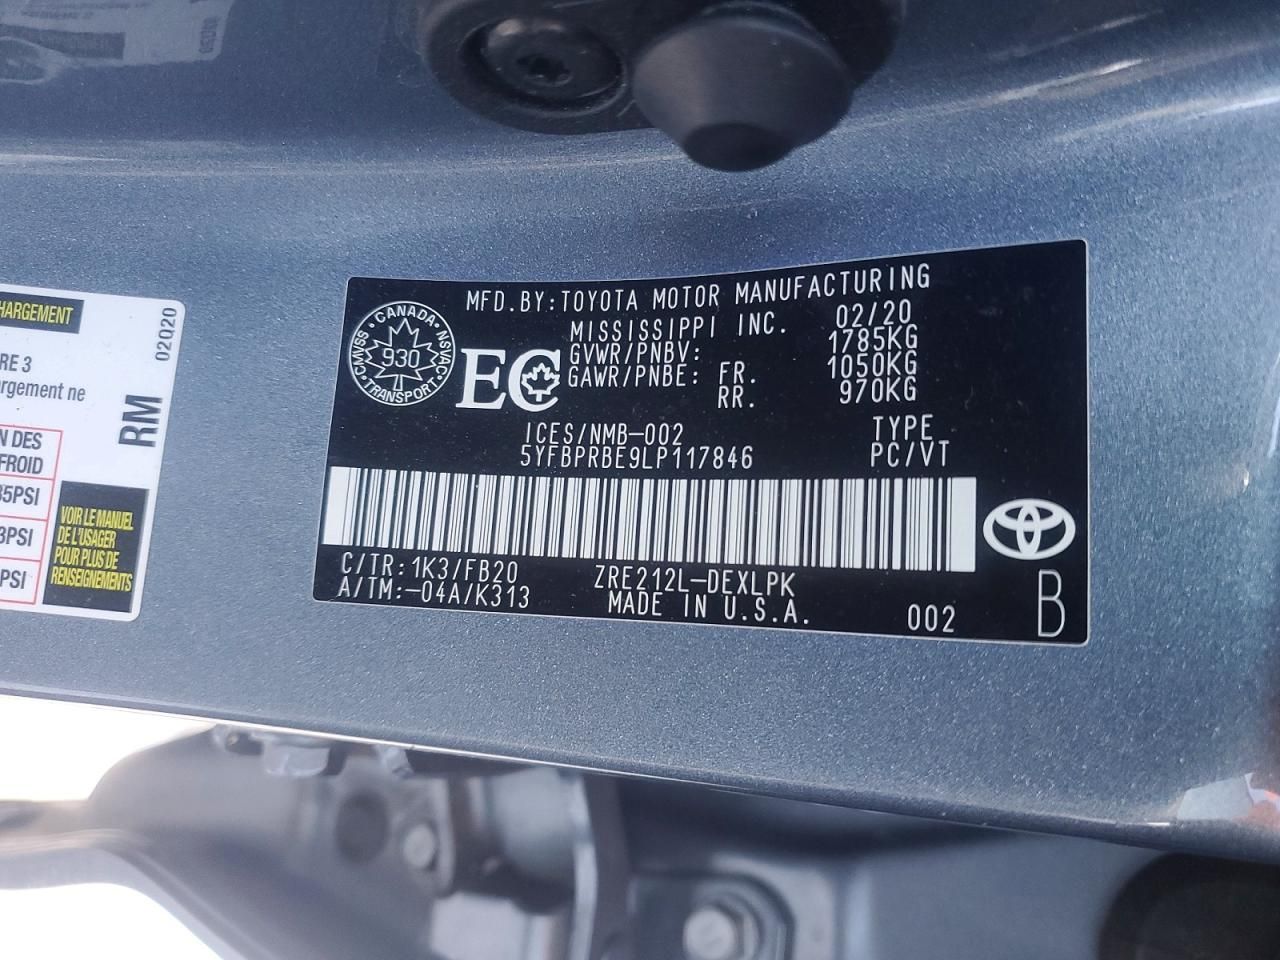 HARGEMENT
02020
RE 3
argement ne
RM
N DES
FROID
35PSI
3PSI
PSI
VOIR LE MANUEL
DE L'USAGER
POUR PLUS DE
RENSEIGNEMENTS
MFD.BY:TOYOTA MOTOR MANUFACTURING
MISSISSIPPI INC. 02/20
GVWR/PNBV: 1785KG
GAWR/PNBE: FR. 1050KG
RR. 970KG
CANADA
CMVSS NSVAC
930
TRANSPORT
EC
ICES/NMB-002 TYPE
5YFBPRBE9LP117846 PC/VT
C/TR:1K3/FB20 ZRE212L-DEXLPK
A/TM:-04A/K313 MADE IN U.S.A. 002 B